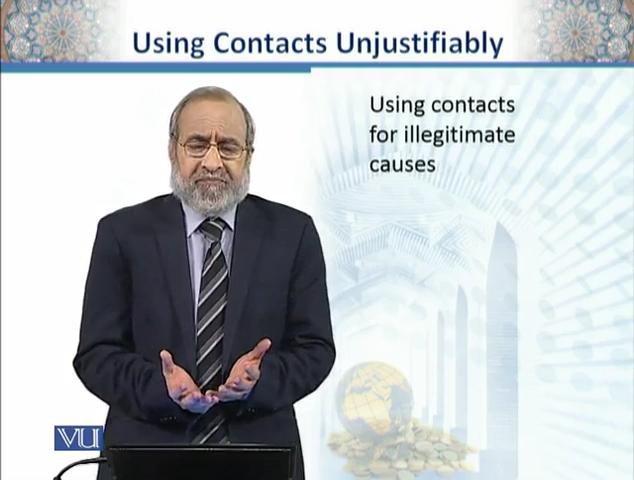 Using Contacts Unjustifiably
Using contacts
for illegitimate
causes
VU